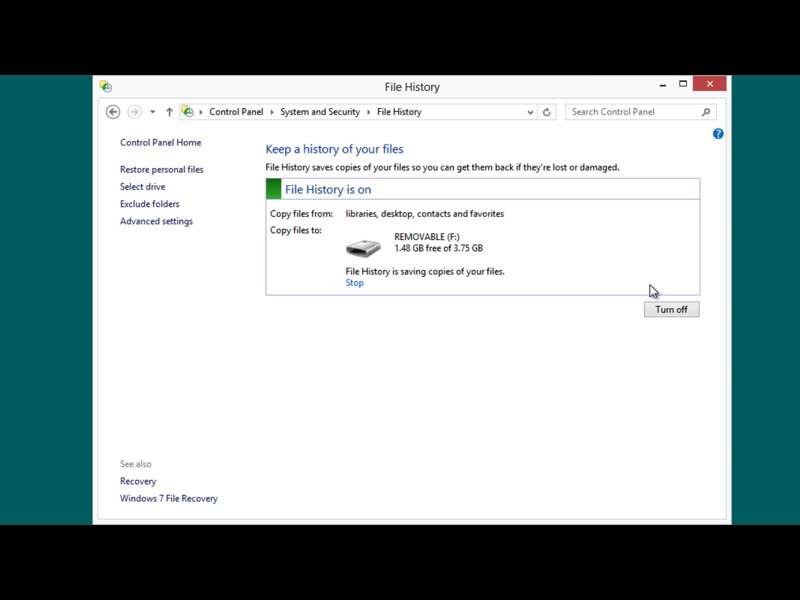 File History
Control Panel System and Security File History
Search Control Panel
?
Control Panel Home
Restore personal files
Select drive
Exclude folders
Advanced settings
Keep a history of your files
File History saves copies of your files so you can get them back if they're lost or damaged.
File History is on
Copy files from: libraries, desktop, contacts and favorites
Copy files to:
REMOVABLE (F:)
1.48 GB free of 3.75 GB
File History is saving copies of your files.
Stop
Turn off
See also
Recovery
Windows 7 File Recovery